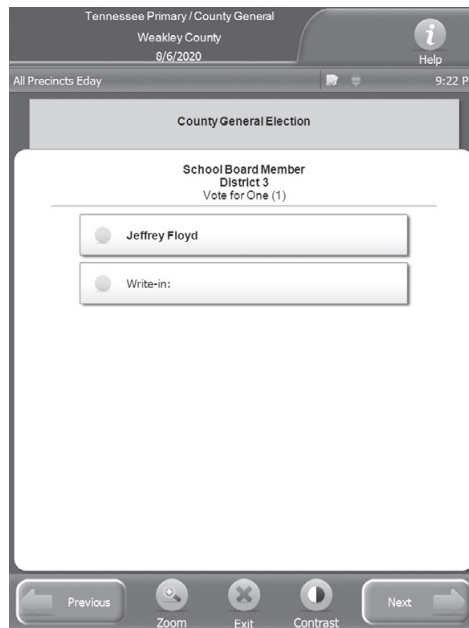 Tennessee Primary / County General
Weakley County
8/6/2020
Help
All Precincts Eday
9:22 P
County General Election
School Board Member
District 3
Vote for One (1)
Jeffrey Floyd
Write-in:
Previous
Zoom
Exit
Contrast
Next